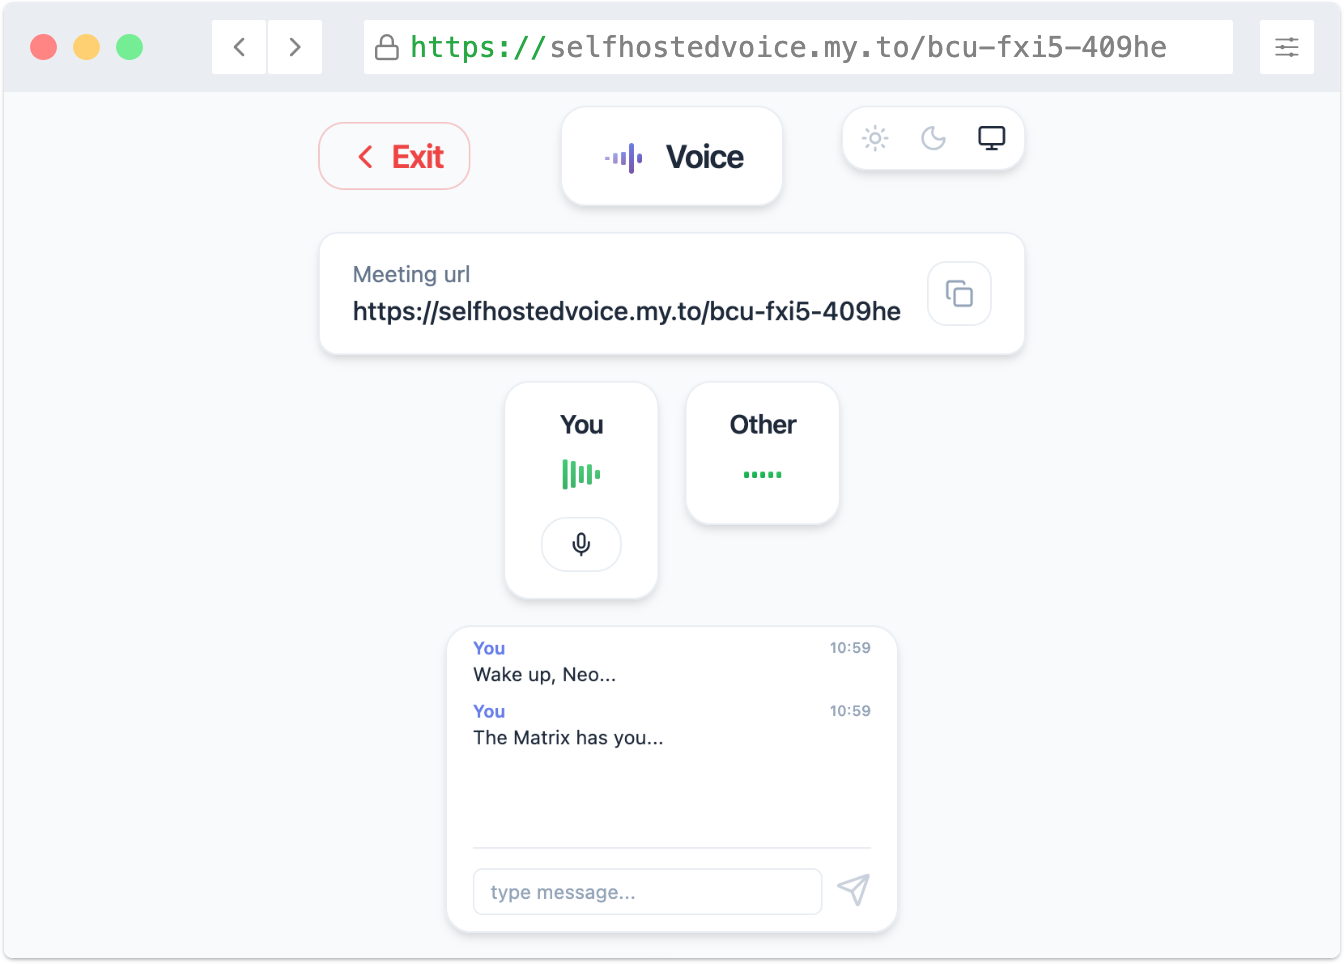 https://selfhostedvoice.my.to/bcu-fxi5-409he
Exit
Voice
Meeting url
https://selfhostedvoice.my.to/bcu-fxi5-409he
You
Other
You 10:59
Wake up, Neo...
You 10:59
The Matrix has you...
type message...